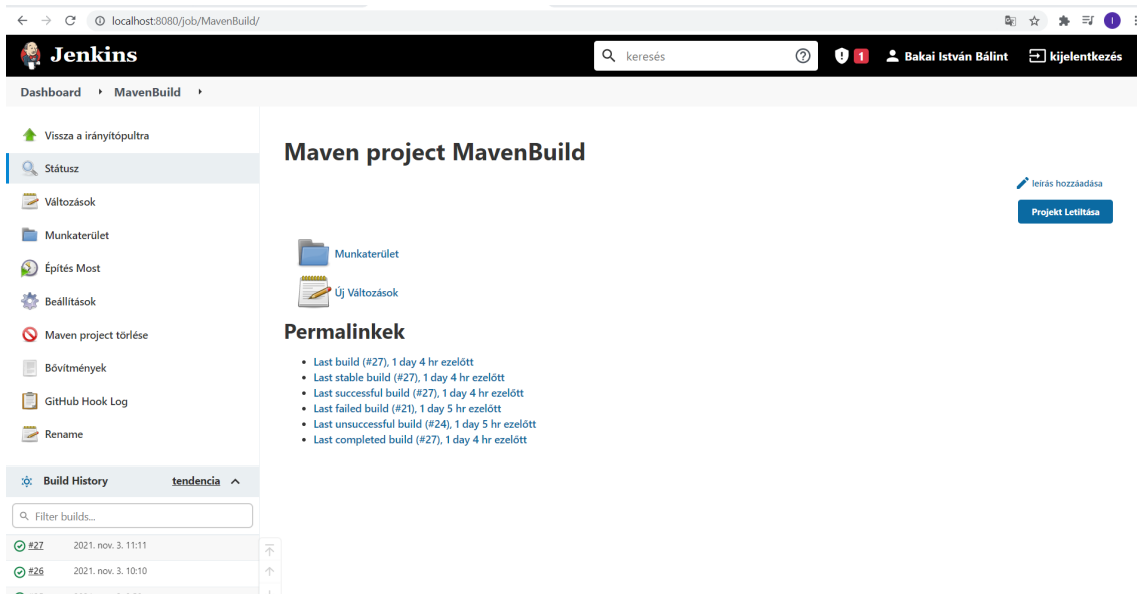 localhost:8080/job/MavenBuild/
Jenkins
keresés
1
Bakai István Bálint
kijelentkezés
Dashboard
MavenBuild
Vissza a irányítópultra
Státusz
Változások
Munkaterület
Építés Most
Beállítások
Maven project törlése
Bővítmények
GitHub Hook Log
Rename
Build History
tendencia
Filter builds...
#27 2021. nov. 3. 11:11
#26 2021. nov. 3. 10:10
Maven project MavenBuild
leírás hozzáadása
Projekt Letiltása
Munkaterület
Új Változások
Permalinkek
Last build (#27), 1 day 4 hr ezelőtt
Last stable build (#27), 1 day 4 hr ezelőtt
Last successful build (#27), 1 day 4 hr ezelőtt
Last failed build (#21), 1 day 5 hr ezelőtt
Last unsuccessful build (#24), 1 day 5 hr ezelőtt
Last completed build (#27), 1 day 4 hr ezelőtt